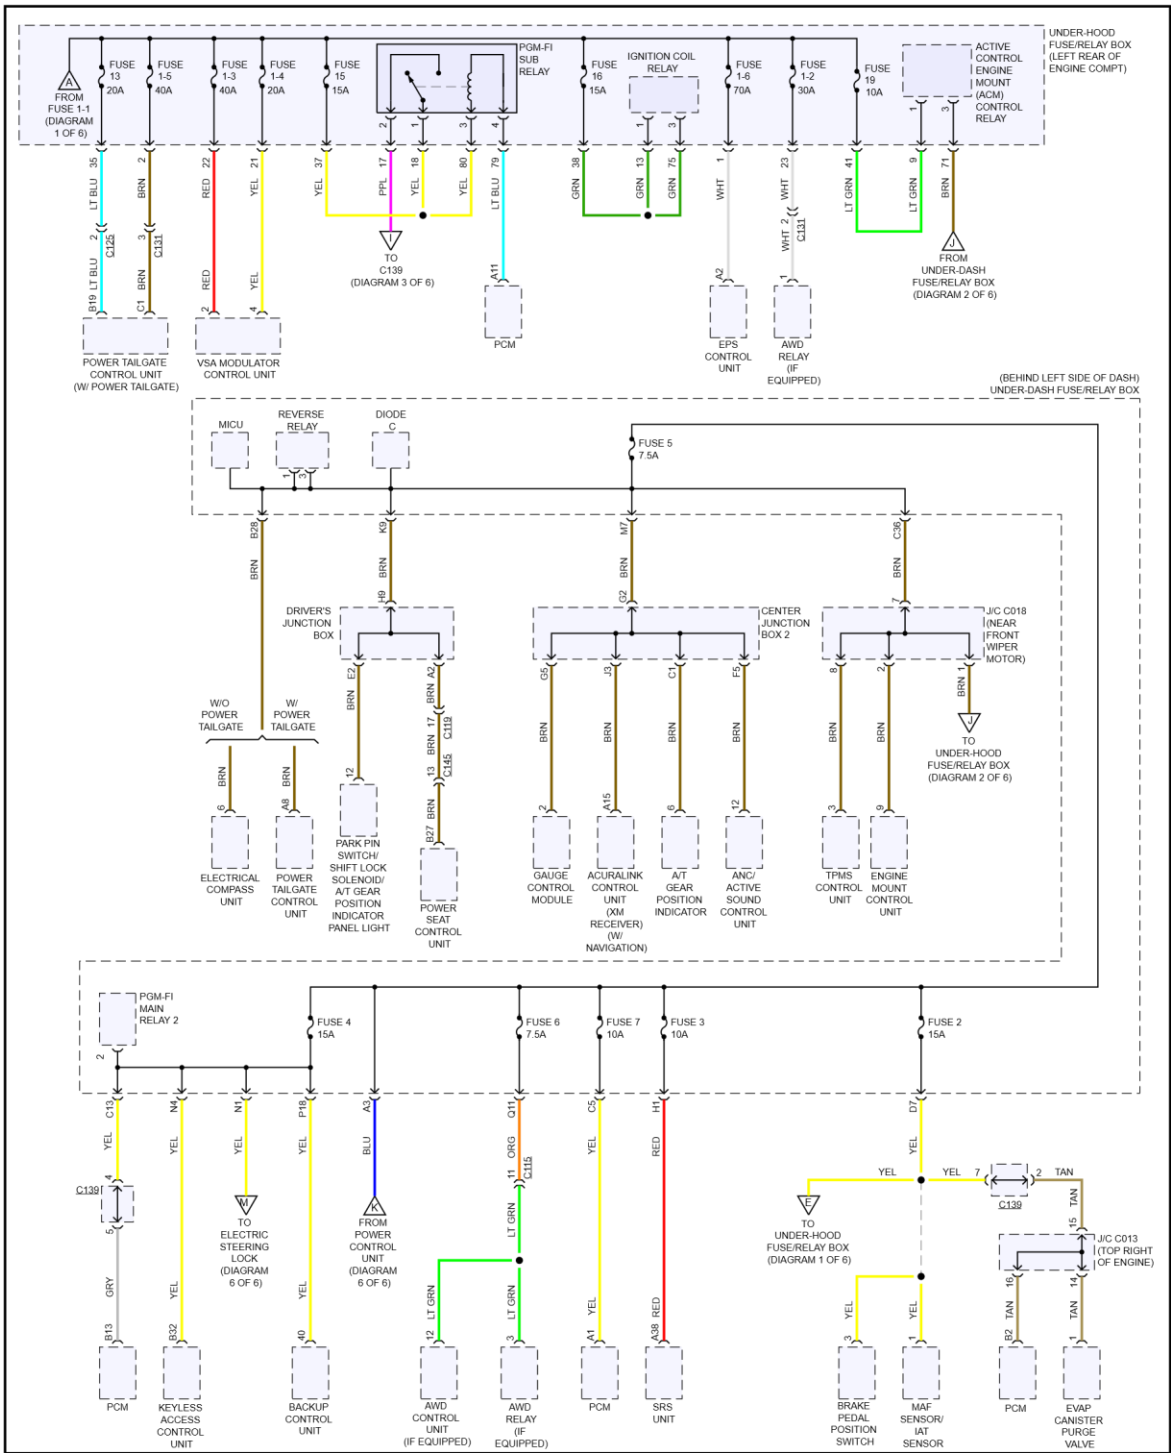 UNDER-HOOD
FUSE/RELAY BOX
(LEFT REAR OF
ENGINE COMPT)
A
FROM
FUSE 1-1
(DIAGRAM
1 OF 6)
FUSE
13
20A
FUSE
1-5
40A
FUSE
1-3
40A
FUSE
1-4
20A
FUSE
15
15A
PGM-FI
SUB
RELAY
2
1
3
4
FUSE
16
15A
IGNITION COIL
RELAY
1
3
FUSE
1-6
70A
FUSE
1-2
30A
FUSE
19
10A
ACTIVE
CONTROL
ENGINE
MOUNT
(ACM)
CONTROL
RELAY
1
3
35
2
22
21
37
17
18
80
79
38
13
75
1
23
41
9
71
LT BLU
BRN
RED
YEL
YEL
PPL
YEL
YEL
LT BLU
GRN
GRN
GRN
WHT
WHT
LT GRN
LT GRN
BRN
2
C125
3
C131
2
C131
LT BLU
BRN
RED
YEL
WHT
I
TO
C139
(DIAGRAM 3 OF 6)
J
FROM
UNDER-DASH
FUSE/RELAY BOX
(DIAGRAM 2 OF 6)
B19
C1
2
4
A11
A2
1
POWER TAILGATE
CONTROL UNIT
(W/ POWER TAILGATE)
VSA MODULATOR
CONTROL UNIT
PCM
EPS
CONTROL
UNIT
AWD
RELAY
(IF
EQUIPPED)
(BEHIND LEFT SIDE OF DASH)
UNDER-DASH FUSE/RELAY BOX
MICU
REVERSE
RELAY
1
3
DIODE
C
FUSE 5
7.5A
B28
K9
M7
C36
BRN
BRN
BRN
BRN
H9
G2
7
DRIVER'S
JUNCTION
BOX
CENTER
JUNCTION
BOX 2
J/C C018
(NEAR
FRONT
WIPER
MOTOR)
E2
A2
G5
J3
C1
F5
8
2
1
BRN
BRN
BRN
BRN
BRN
BRN
BRN
BRN
BRN
17
C119
BRN
13
C145
BRN
W/O
POWER
TAILGATE
W/
POWER
TAILGATE
BRN
BRN
J
TO
UNDER-HOOD
FUSE/RELAY BOX
(DIAGRAM 2 OF 6)
6
A8
12
B27
2
A15
6
12
3
9
ELECTRICAL
COMPASS
UNIT
POWER
TAILGATE
CONTROL
UNIT
PARK PIN
SWITCH/
SHIFT LOCK
SOLENOID/
A/T GEAR
POSITION
INDICATOR
PANEL LIGHT
POWER
SEAT
CONTROL
UNIT
GAUGE
CONTROL
MODULE
ACURALINK
CONTROL
UNIT
(XM
RECEIVER)
(W/
NAVIGATION)
A/T
GEAR
POSITION
INDICATOR
ANC/
ACTIVE
SOUND
CONTROL
UNIT
TPMS
CONTROL
UNIT
ENGINE
MOUNT
CONTROL
UNIT
PGM-FI
MAIN
RELAY 2
2
FUSE 4
15A
FUSE 6
7.5A
FUSE 7
10A
FUSE 3
10A
FUSE 2
15A
C13
N4
N1
P18
A3
Q11
C5
H1
D7
YEL
YEL
YEL
YEL
BLU
ORG
YEL
RED
YEL
4
C139
5
GRY
M
TO
ELECTRIC
STEERING
LOCK
(DIAGRAM
6 OF 6)
K
FROM
POWER
CONTROL
UNIT
(DIAGRAM
6 OF 6)
11
C115
LT GRN
YEL
YEL
7
2
TAN
C139
TAN
15
E
TO
UNDER-HOOD
FUSE/RELAY BOX
(DIAGRAM 1 OF 6)
J/C C013
(TOP RIGHT
OF ENGINE)
16
14
YEL
YEL
LT GRN
LT GRN
YEL
RED
YEL
YEL
TAN
TAN
B13
B32
40
12
3
A1
A38
3
1
B2
1
PCM
KEYLESS
ACCESS
CONTROL
UNIT
BACKUP
CONTROL
UNIT
AWD
CONTROL
UNIT
(IF EQUIPPED)
AWD
RELAY
(IF
EQUIPPED)
PCM
SRS
UNIT
BRAKE
PEDAL
POSITION
SWITCH
MAF
SENSOR/
IAT
SENSOR
PCM
EVAP
CANISTER
PURGE
VALVE